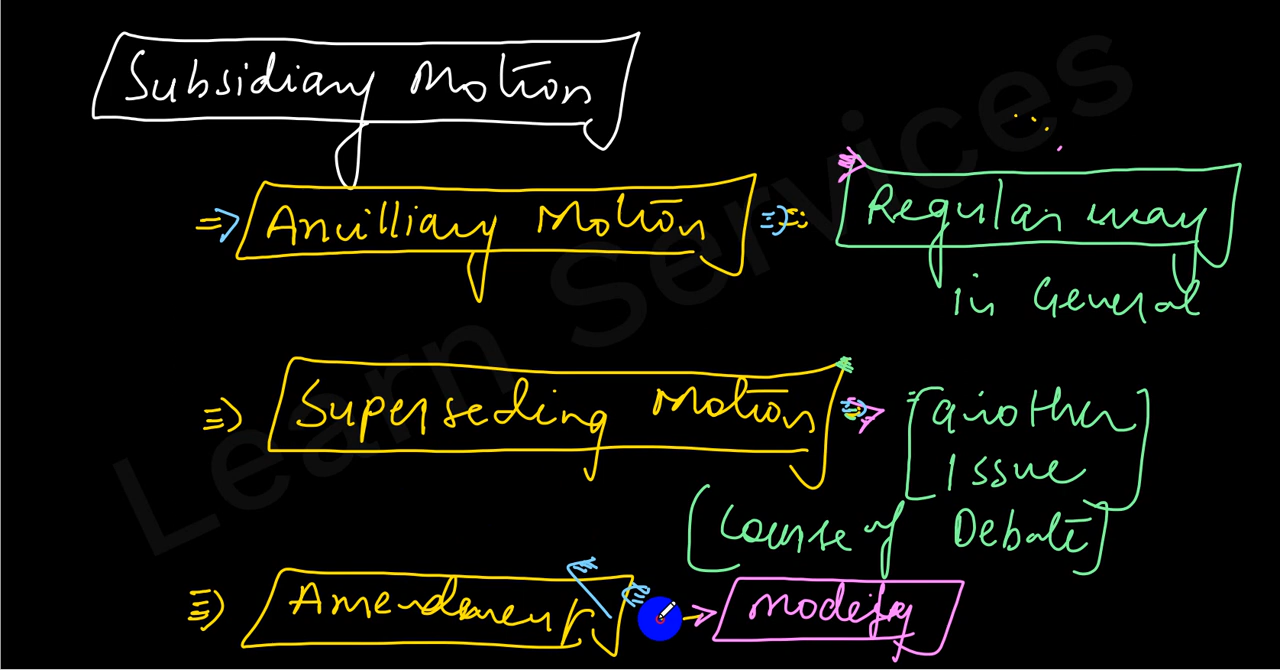 Subsidiary Motion
=> Ancilliary Motion => Regular way
in General
=> Superseding Motion => [another
Issue]
[Course of Debate]
=> Amendment => Modify
Learn Services